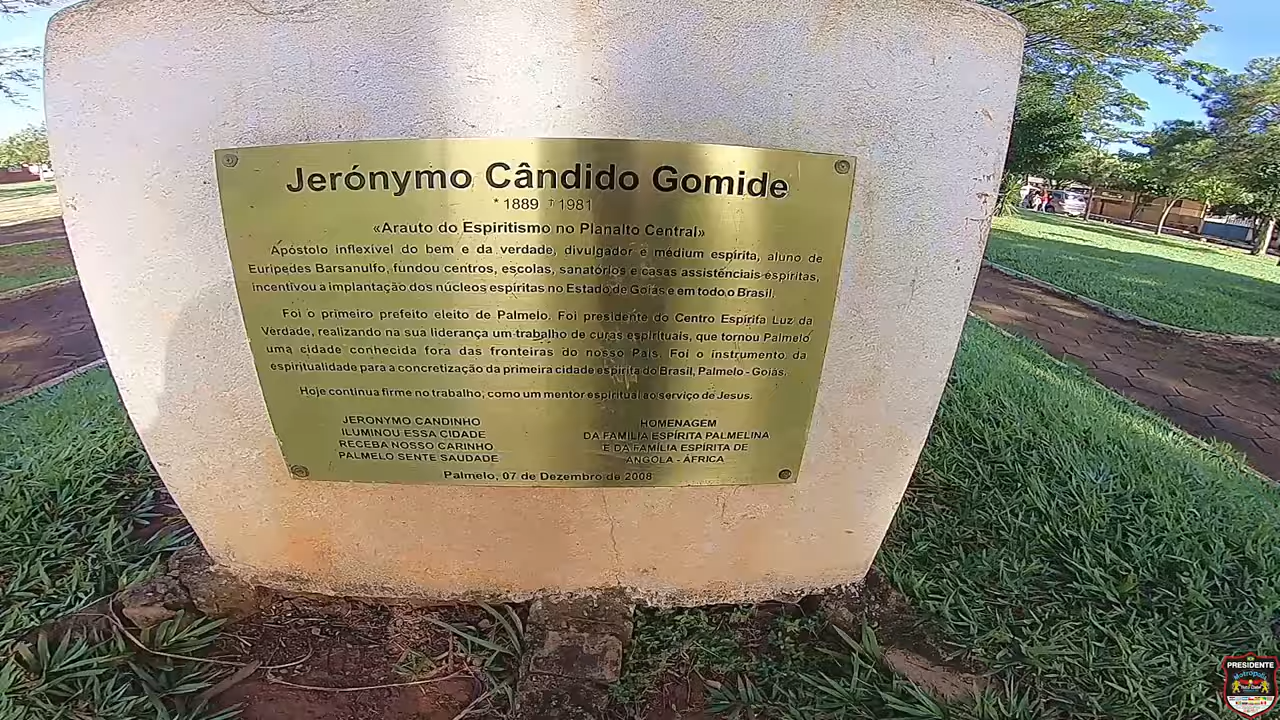 Jerónymo Cândido Gomide
* 1889 †1981
«Arauto do Espiritismo no Planalto Central»
Apóstolo inflexível do bem e da verdade, divulgador e médium espírita, aluno de
Eurípedes Barsanulfo, fundou centros, escolas, sanatórios e casas assistênciais espíritas,
incentivou a implantação dos núcleos espíritas no Estado de Goiás e em todo o Brasil.
Foi o primeiro prefeito eleito de Palmelo. Foi presidente do Centro Espírita Luz da
Verdade, realizando na sua liderança um trabalho de curas espirituais, que tornou Palmelo
uma cidade conhecida fora das fronteiras do nosso País. Foi o instrumento da
espiritualidade para a concretização da primeira cidade espírita do Brasil, Palmelo - Goiás.
Hoje continua firme no trabalho, como um mentor espiritual ao serviço de Jesus.
JERONYMO CANDINHO
ILUMINOU ESSA CIDADE
RECEBA NOSSO CARINHO
PALMELO SENTE SAUDADE
HOMENAGEM
DA FAMÍLIA ESPÍRITA PALMELINA
E DA FAMÍLIA ESPÍRITA DE
ANGOLA - ÁFRICA
Palmelo, 07 de Dezembro de 2008
PRESIDENTE
Metrópolis